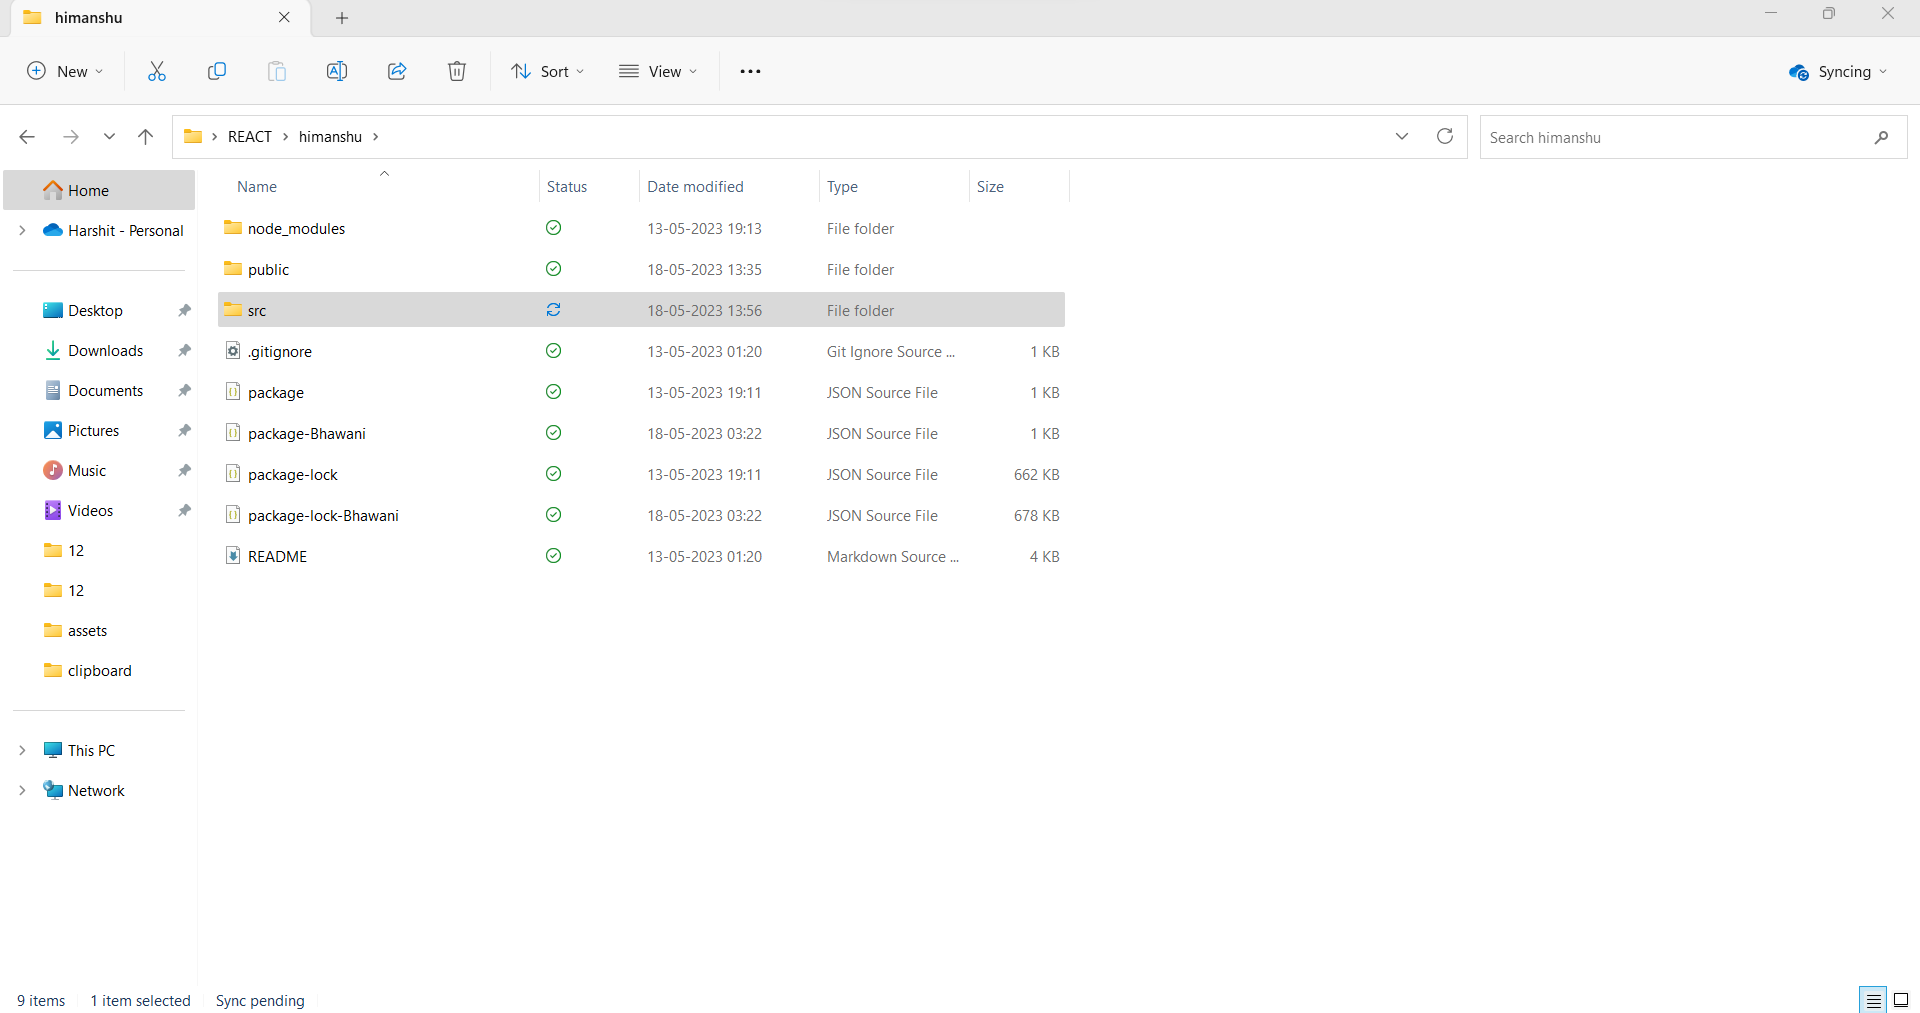 himanshu
New
Sort
View
Syncing
REACT
himanshu
Search himanshu
Home
Harshit - Personal
Desktop
Downloads
Documents
Pictures
Music
Videos
12
12
assets
clipboard
This PC
Network
Name Status Date modified Type Size
node_modules 13-05-2023 19:13 File folder
public 18-05-2023 13:35 File folder
src 18-05-2023 13:56 File folder
.gitignore 13-05-2023 01:20 Git Ignore Source ... 1 KB
package 13-05-2023 19:11 JSON Source File 1 KB
package-Bhawani 18-05-2023 03:22 JSON Source File 1 KB
package-lock 13-05-2023 19:11 JSON Source File 662 KB
package-lock-Bhawani 18-05-2023 03:22 JSON Source File 678 KB
README 13-05-2023 01:20 Markdown Source ... 4 KB
9 items 1 item selected Sync pending